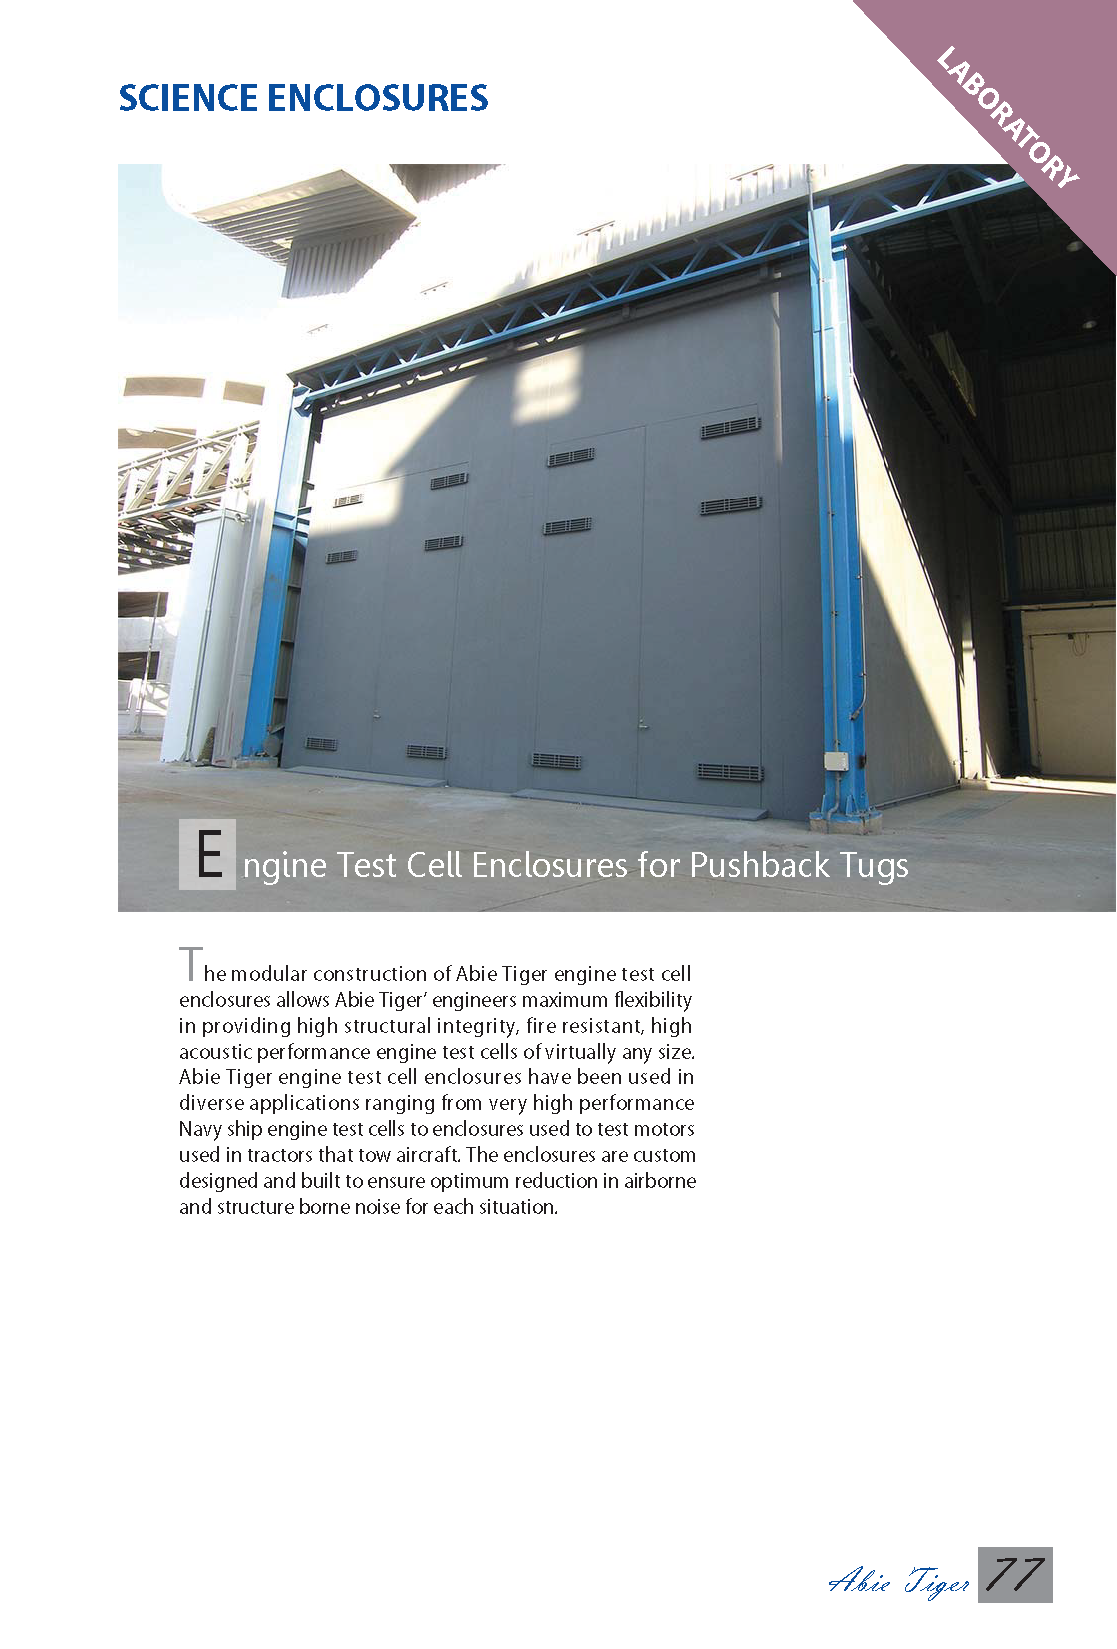 SCIENCE ENCLOSURES
LABORATORY
Engine Test Cell Enclosures for Pushback Tugs
The modular construction of Abie Tiger engine test cell
enclosures allows Abie Tiger’ engineers maximum flexibility
in providing high structural integrity, fire resistant, high
acoustic performance engine test cells of virtually any size.
Abie Tiger engine test cell enclosures have been used in
diverse applications ranging from very high performance
Navy ship engine test cells to enclosures used to test motors
used in tractors that tow aircraft. The enclosures are custom
designed and built to ensure optimum reduction in airborne
and structure borne noise for each situation.
Abie Tiger 77